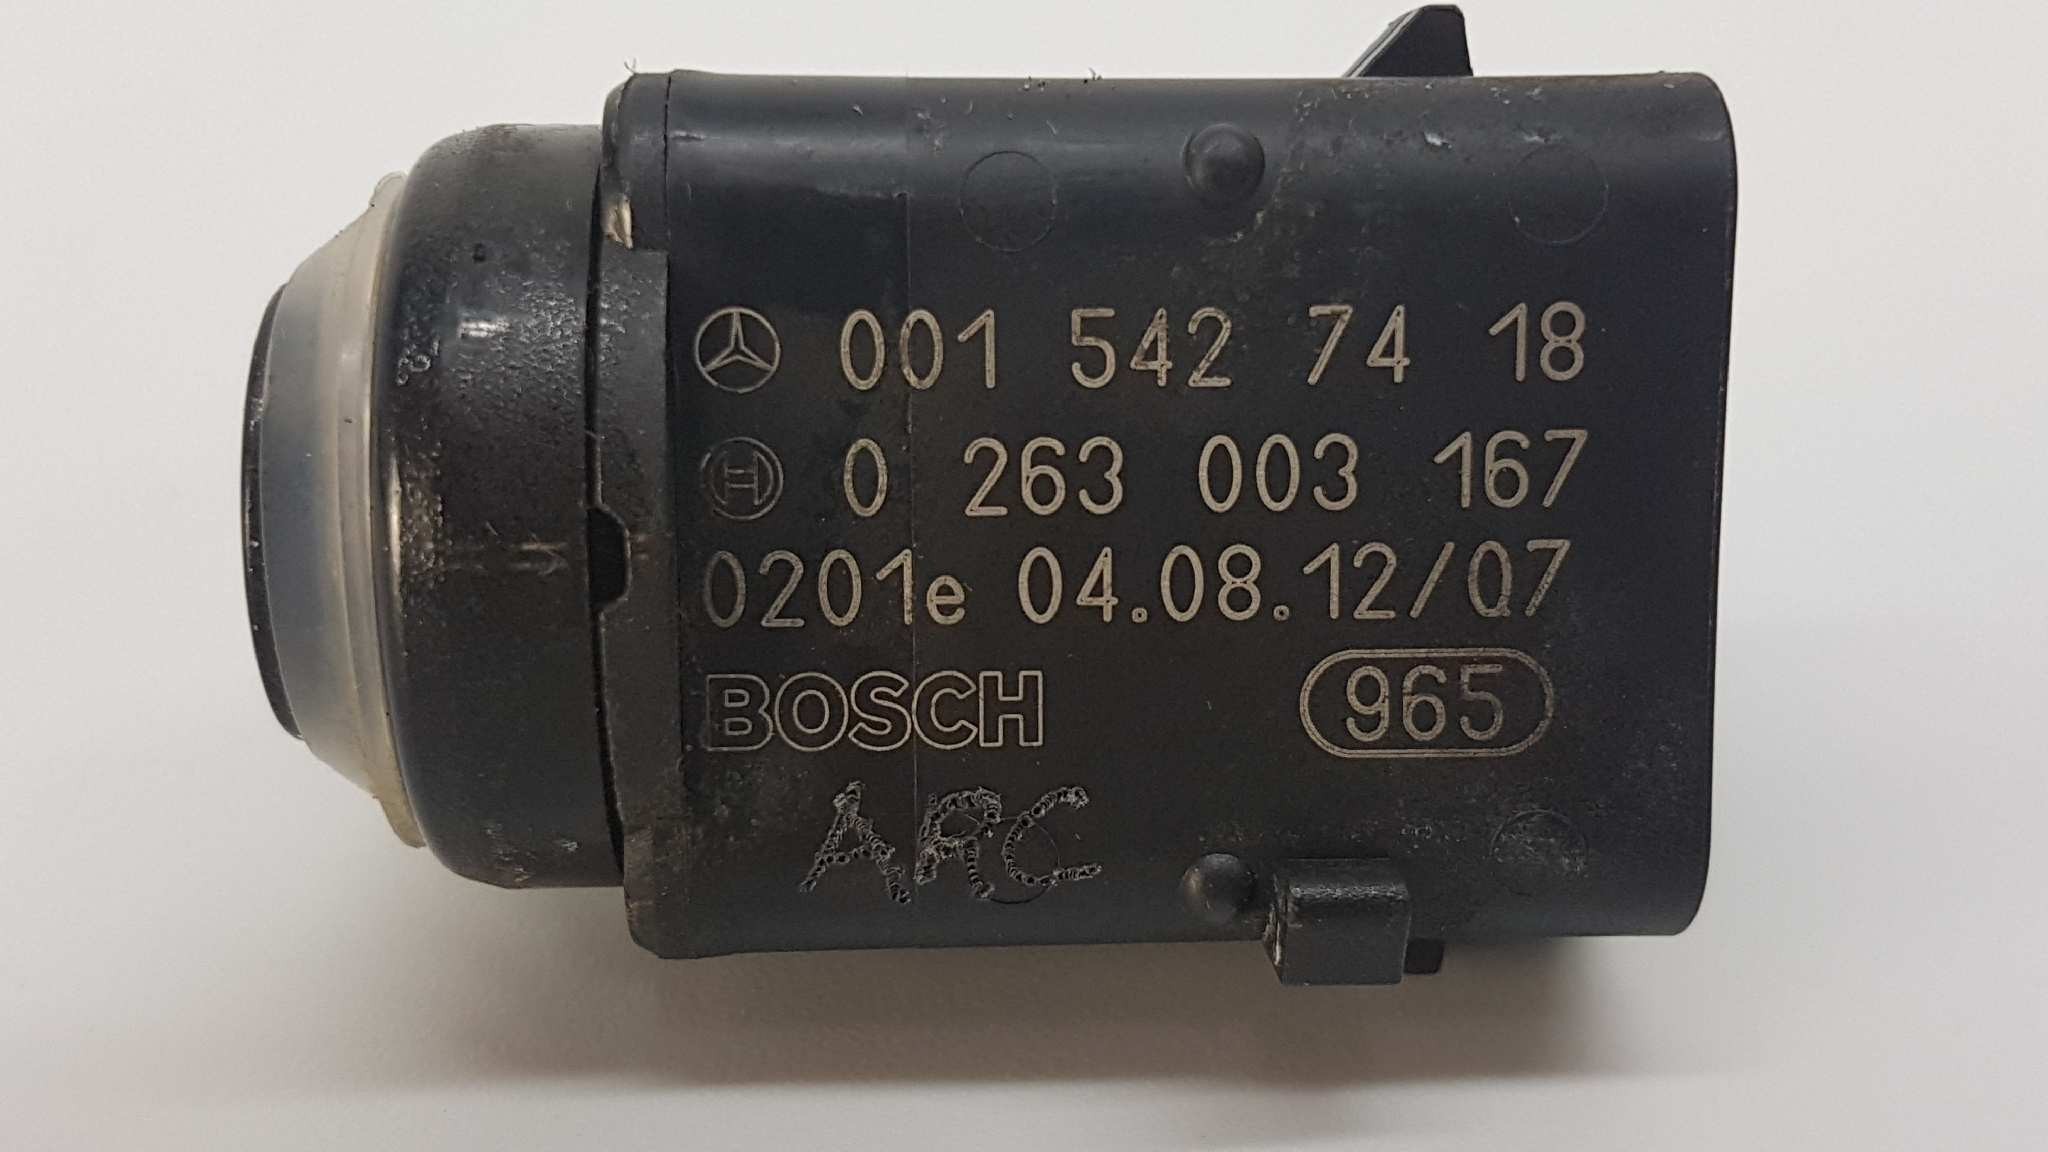 001 542 74 18
0 263 003 167
0201e 04.08.12/07
BOSCH 965
ARC